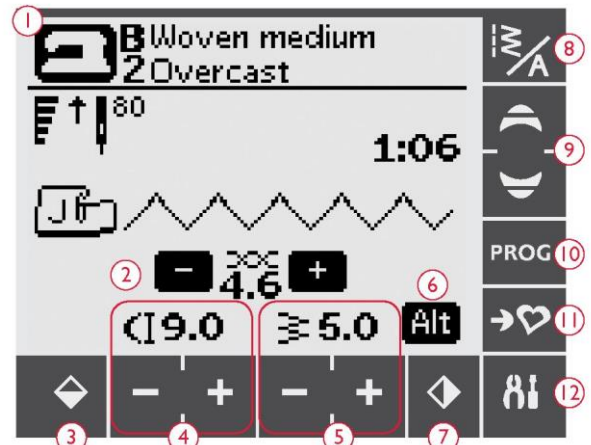 1
B Woven medium
2 Overcast
80
1:06
J
2 - 4.6 +
6
9.0 5.0 Alt
- + - +
3 4 5 7
A 8
9
PROG 10
11
12